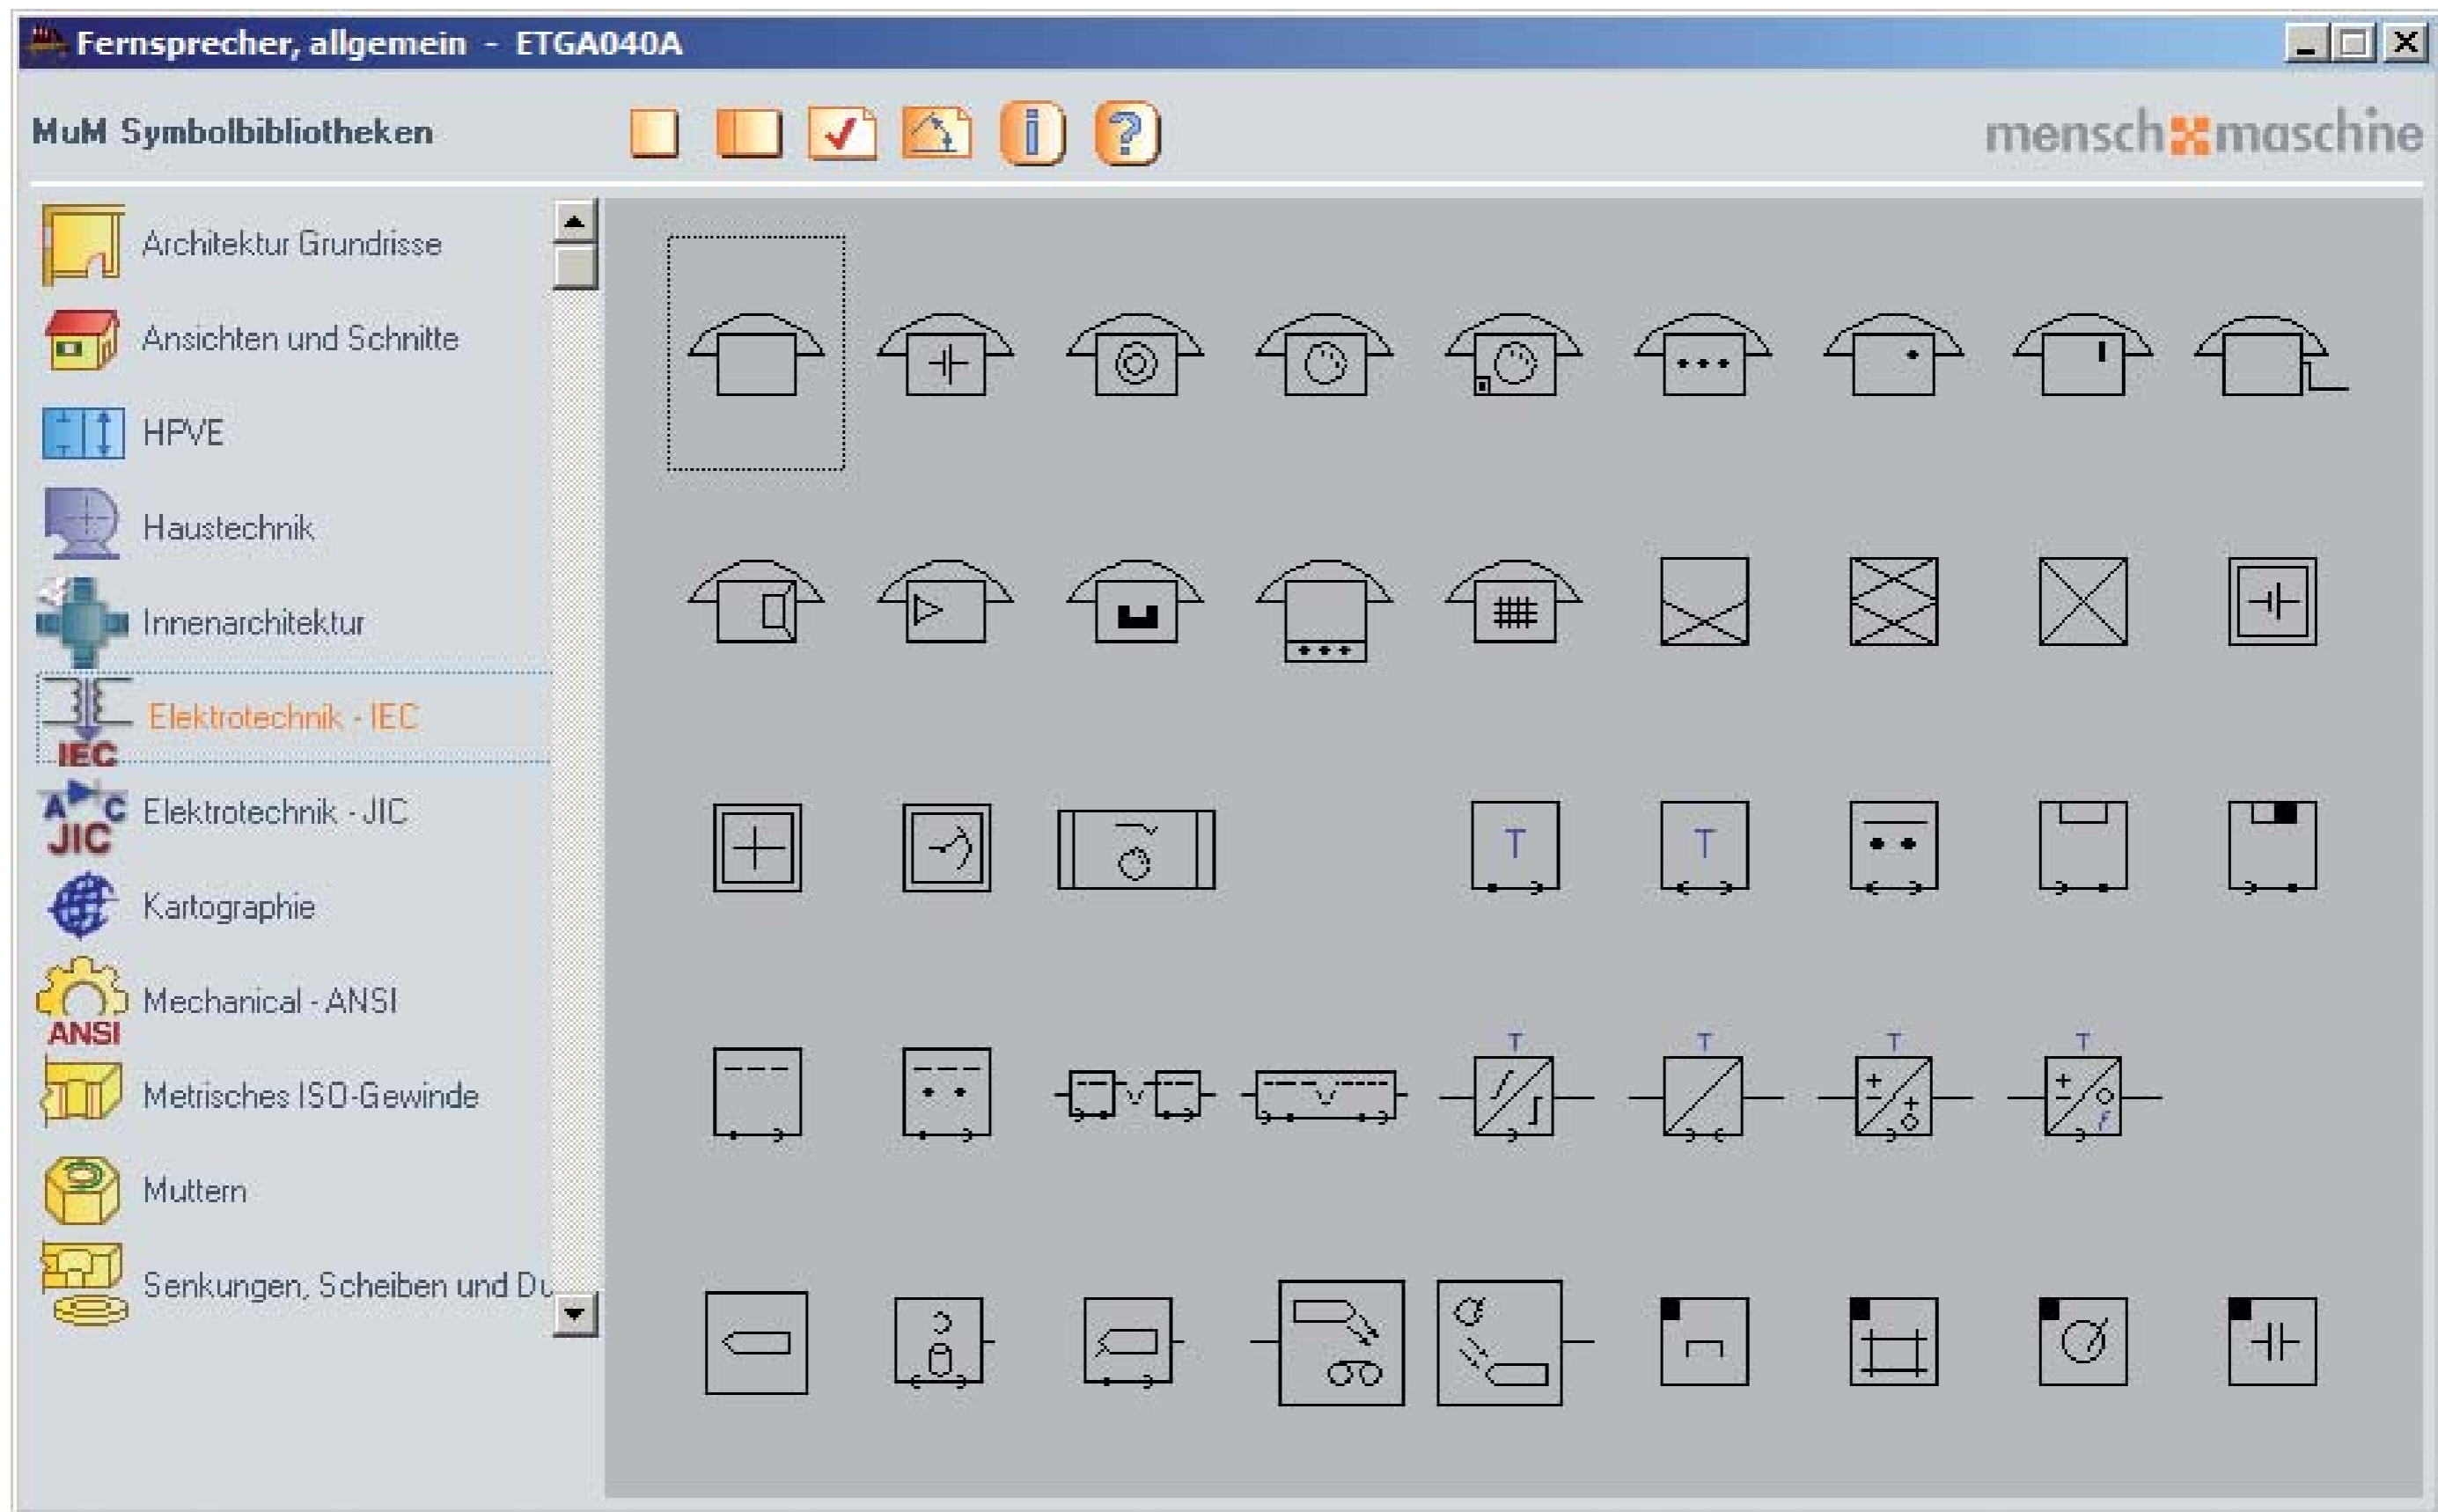 Fernsprecher, allgemein - ETGA040A
MuM Symbolbibliotheken
i
?
mensch maschine
Architektur Grundrisse
Ansichten und Schnitte
HPVE
Haustechnik
Innenarchitektur
IEC
Elektrotechnik - IEC
A C
JIC
Elektrotechnik - JIC
Kartographie
ANSI
Mechanical - ANSI
Metrisches ISO-Gewinde
Muttern
Senkungen, Scheiben und Du
T T
T T T T
F